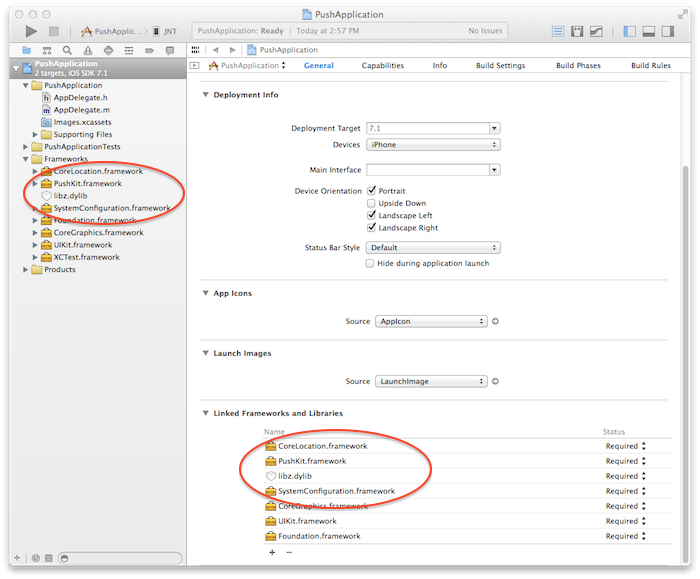 PushApplication
PushApplic... JNT
PushApplication: Ready | Today at 2:57 PM
No Issues
PushApplication
PushApplication
2 targets, iOS SDK 7.1
PushApplication
AppDelegate.h
AppDelegate.m
Images.xcassets
Supporting Files
PushApplicationTests
Frameworks
CoreLocation.framework
PushKit.framework
libz.dylib
SystemConfiguration.framework
Foundation.framework
CoreGraphics.framework
UIKit.framework
XCTest.framework
Products
PushApplication
General
Capabilities
Info
Build Settings
Build Phases
Build Rules
Deployment Info
Deployment Target 7.1
Devices iPhone
Main Interface
Device Orientation Portrait
Upside Down
Landscape Left
Landscape Right
Status Bar Style Default
Hide during application launch
App Icons
Source AppIcon
Launch Images
Source LaunchImage
Linked Frameworks and Libraries
Name Status
CoreLocation.framework Required
PushKit.framework Required
libz.dylib Required
SystemConfiguration.framework Required
CoreGraphics.framework Required
UIKit.framework Required
Foundation.framework Required